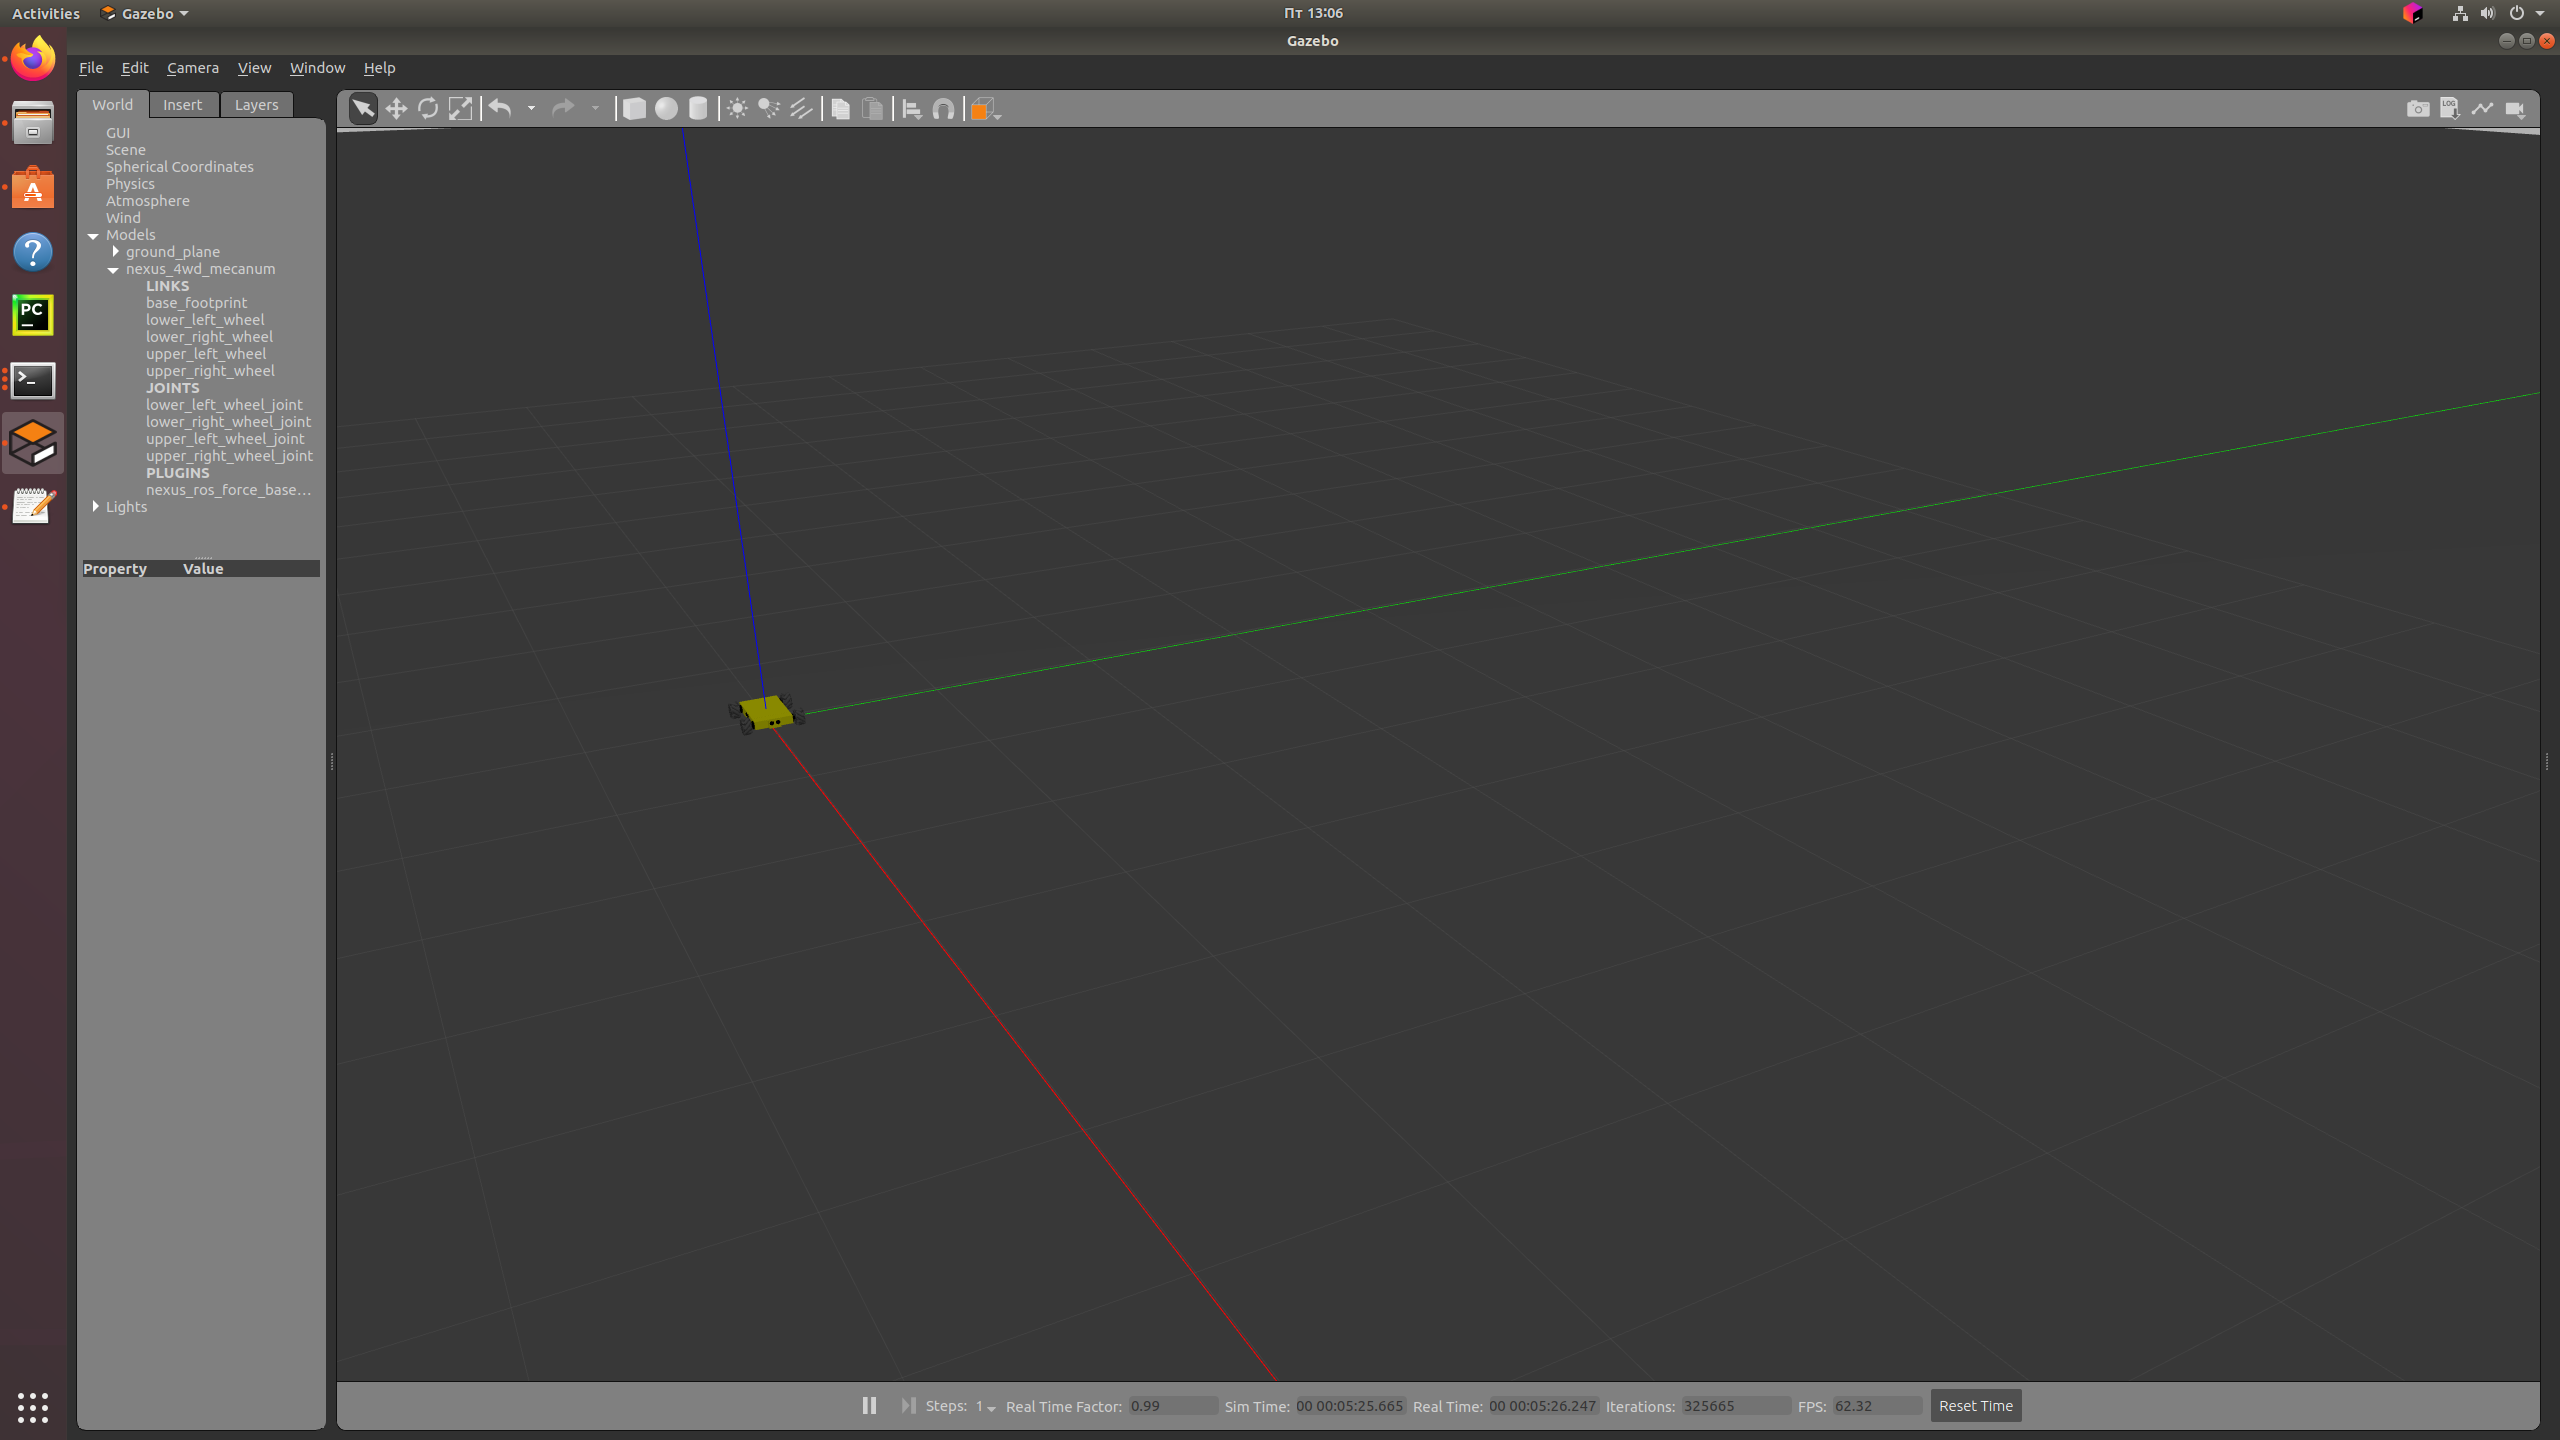 Activities Gazebo Пт 13:06
Gazebo
File Edit Camera View Window Help
World Insert Layers
LOG
GUI
Scene
Spherical Coordinates
Physics
Atmosphere
Wind
Models
ground_plane
nexus_4wd_mecanum
LINKS
base_footprint
lower_left_wheel
lower_right_wheel
upper_left_wheel
upper_right_wheel
JOINTS
lower_left_wheel_joint
lower_right_wheel_joint
upper_left_wheel_joint
upper_right_wheel_joint
PLUGINS
nexus_ros_force_base...
Lights
Property Value
PC
Steps: 1 Real Time Factor: 0.99 Sim Time: 00 00:05:25.665 Real Time: 00 00:05:26.247 Iterations: 325665 FPS: 62.32 Reset Time